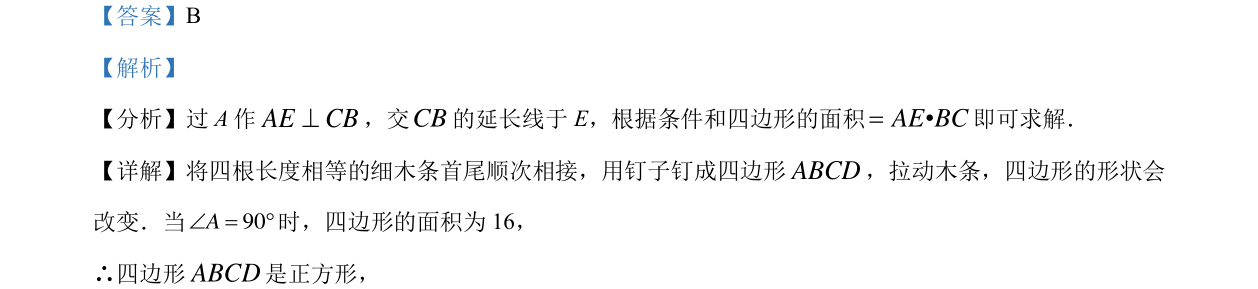 【答案】B
【解析】
【分析】过 A 作 AE⊥CB，交CB 的延长线于 E，根据条件和四边形的面积= AE•BC 即可求解．
【详解】将四根长度相等的细木条首尾顺次相接，用钉子钉成四边形 ABCD，拉动木条，四边形的形状会
改变．当∠A=90°时，四边形的面积为 16，
∴四边形 ABCD 是正方形，